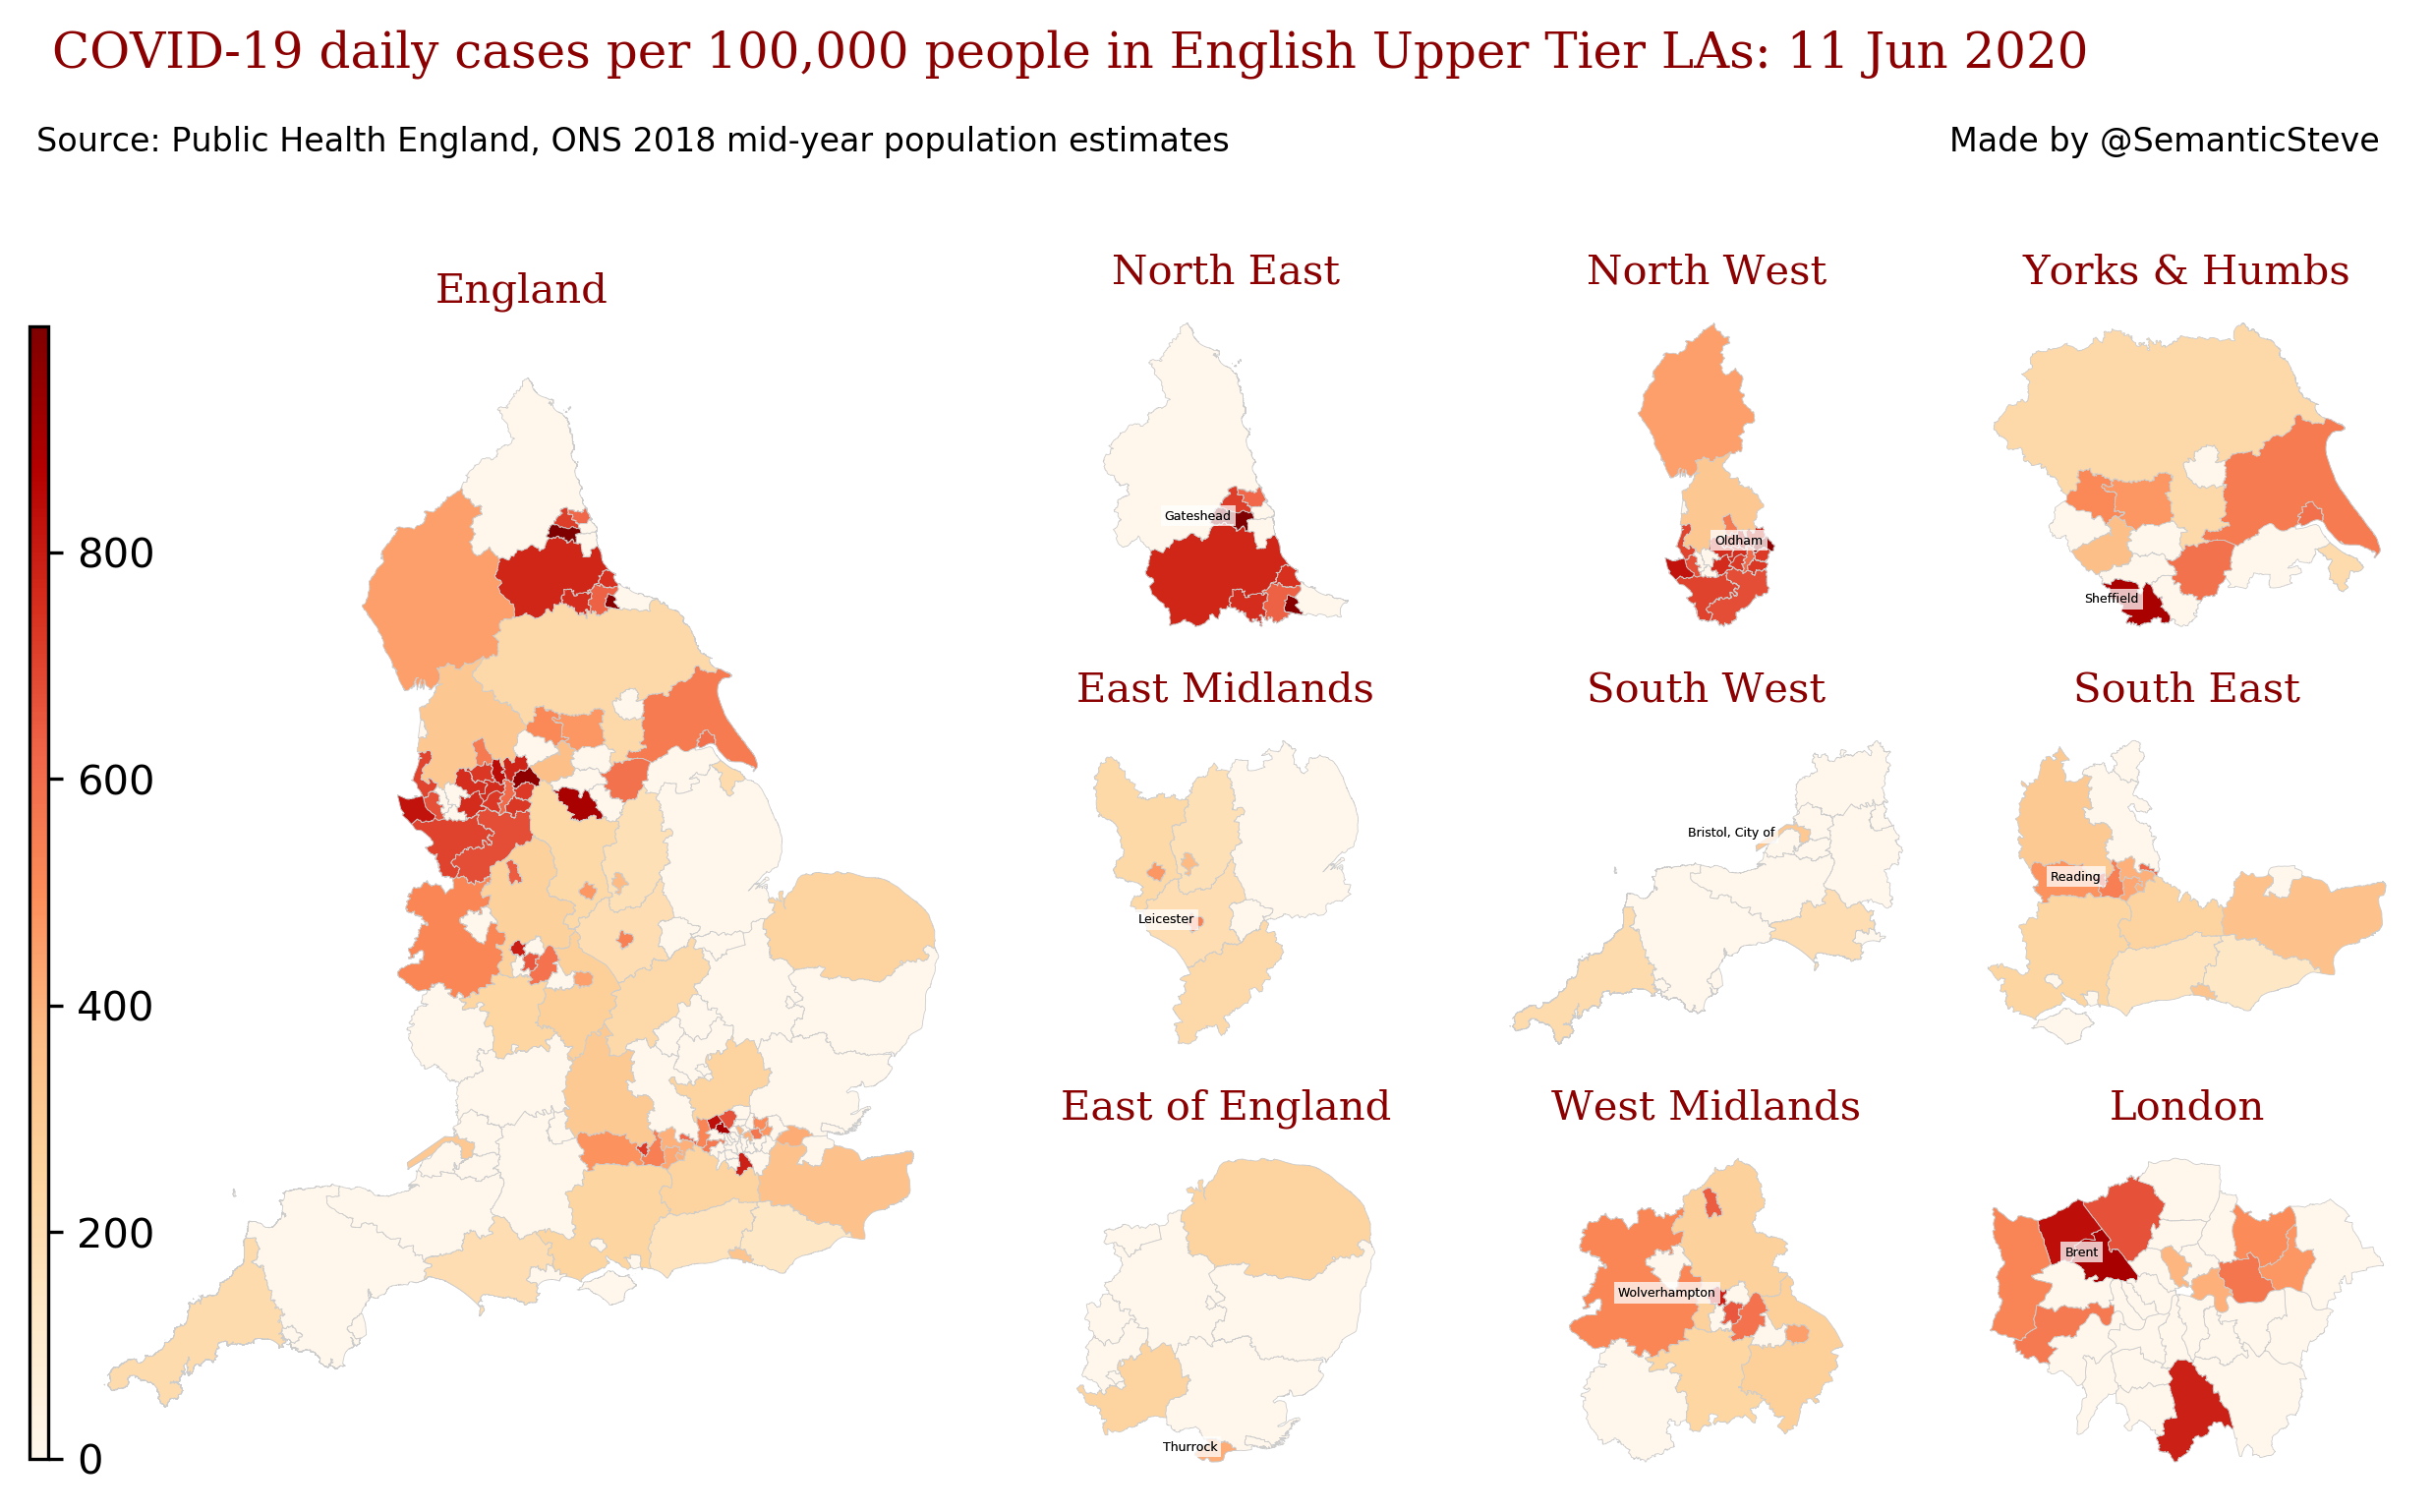 COVID-19 daily cases per 100,000 people in English Upper Tier LAs: 11 Jun 2020
Source: Public Health England, ONS 2018 mid-year population estimates
Made by @SemanticSteve
England
North East
North West
Yorks & Humbs
800
600
400
200
0
Gateshead
Oldham
Sheffield
East Midlands
South West
South East
Leicester
Bristol, City of
Reading
East of England
West Midlands
London
Thurrock
Wolverhampton
Brent